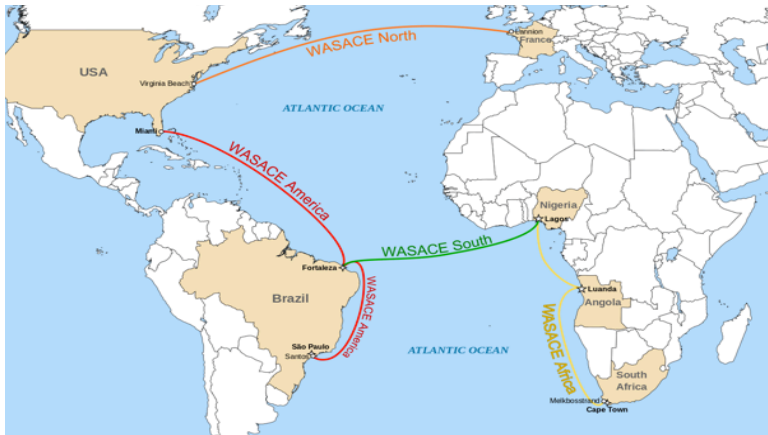 WASACE North
Lannion
France
USA
Virginia Beach
ATLANTIC OCEAN
Miami
WASACE America
Nigeria
Lagos
WASACE South
Fortaleza
WASACE America
Luanda
Brazil
Angola
WASACE Africa
São Paulo
Santos
ATLANTIC OCEAN
South
Africa
Melkbosstrand
Cape Town